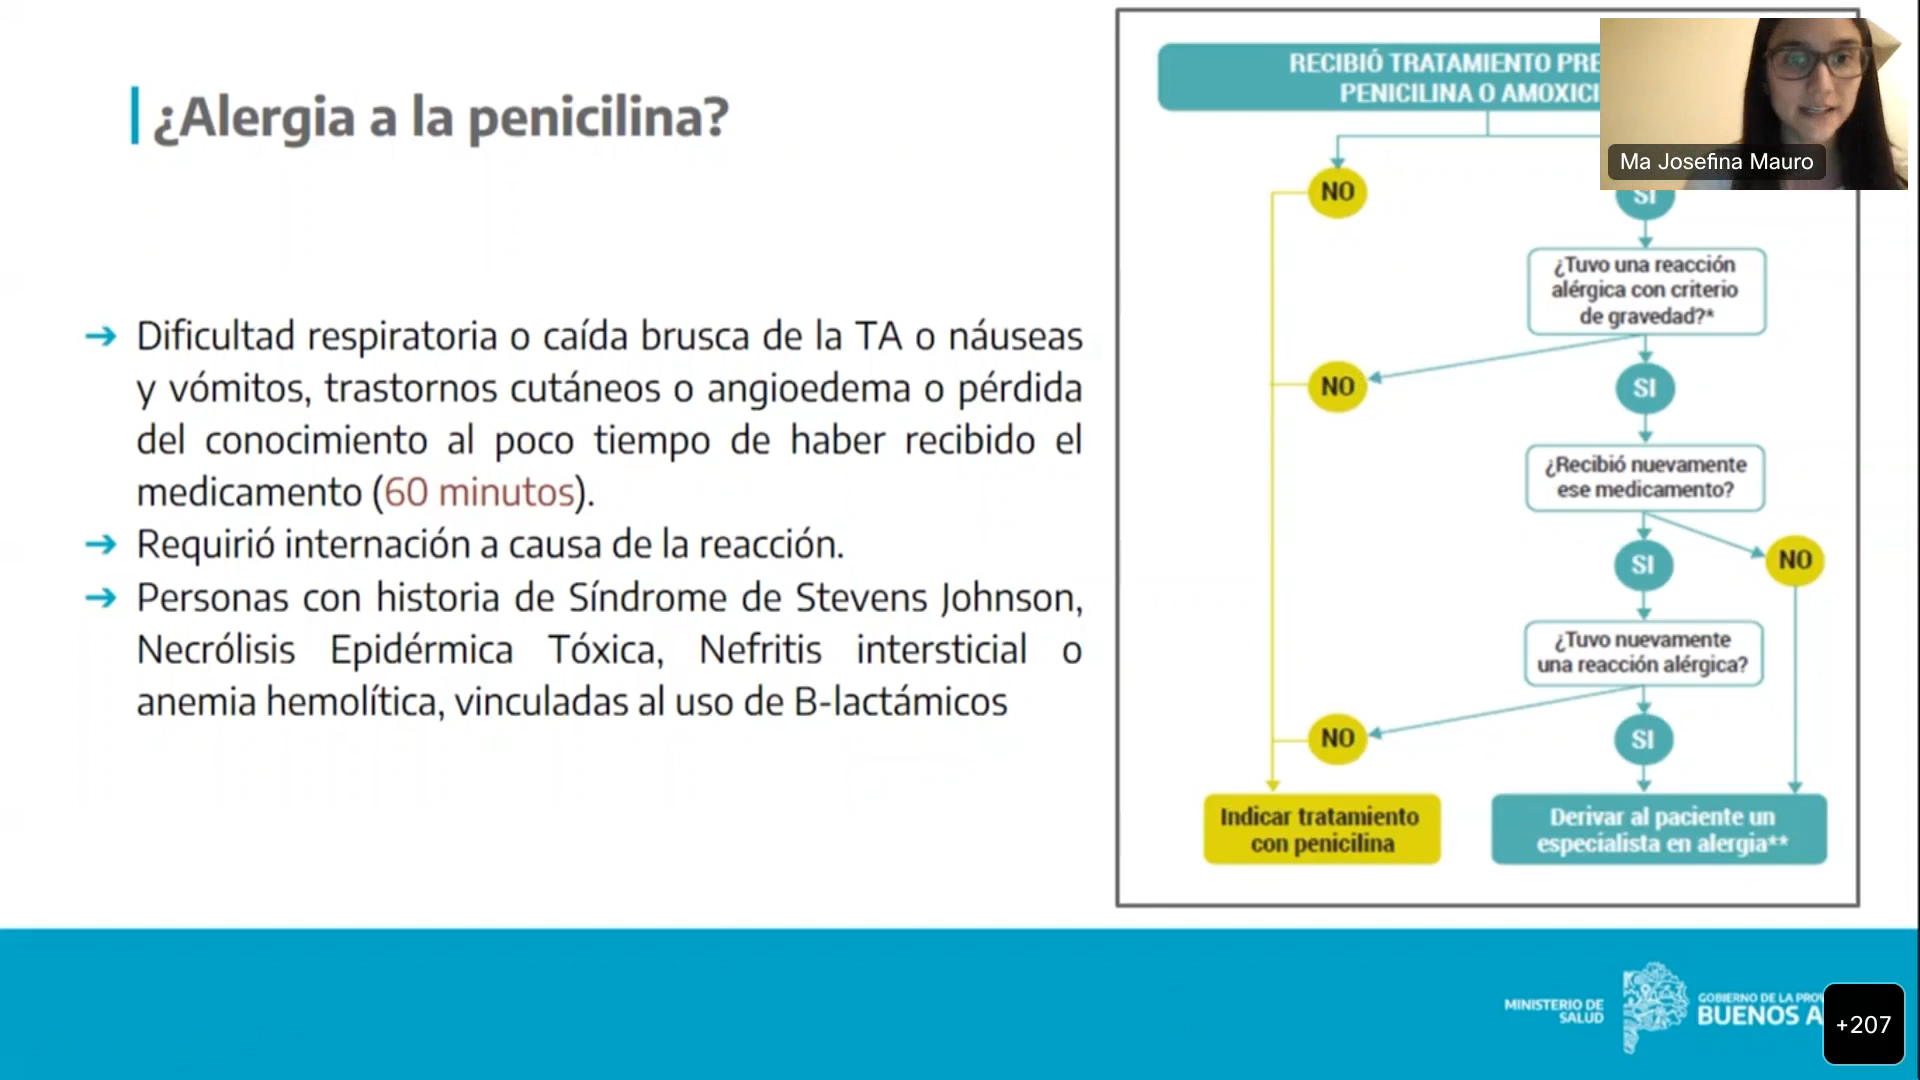 ¿Alergia a la penicilina?
➔ Dificultad respiratoria o caída brusca de la TA o náuseas
y vómitos, trastornos cutáneos o angioedema o pérdida
del conocimiento al poco tiempo de haber recibido el
medicamento (60 minutos).
➔ Requirió internación a causa de la reacción.
➔ Personas con historia de Síndrome de Stevens Johnson,
Necrólisis Epidérmica Tóxica, Nefritis intersticial o
anemia hemolítica, vinculadas al uso de B-lactámicos
RECIBIÓ TRATAMIENTO
PENICILINA O
Ma Josefina Mauro
NO
SI
¿Tuvo una reacción
alérgica con criterio
de gravedad?*
NO
SI
¿Recibió nuevamente
ese medicamento?
SI
NO
¿Tuvo nuevamente
una reacción alérgica?
NO
SI
Indicar tratamiento
con penicilina
Derivar al paciente un
especialista en alergia**
MINISTERIO DE
SALUD
GOBIERNO DE LA
BUENOS
+207